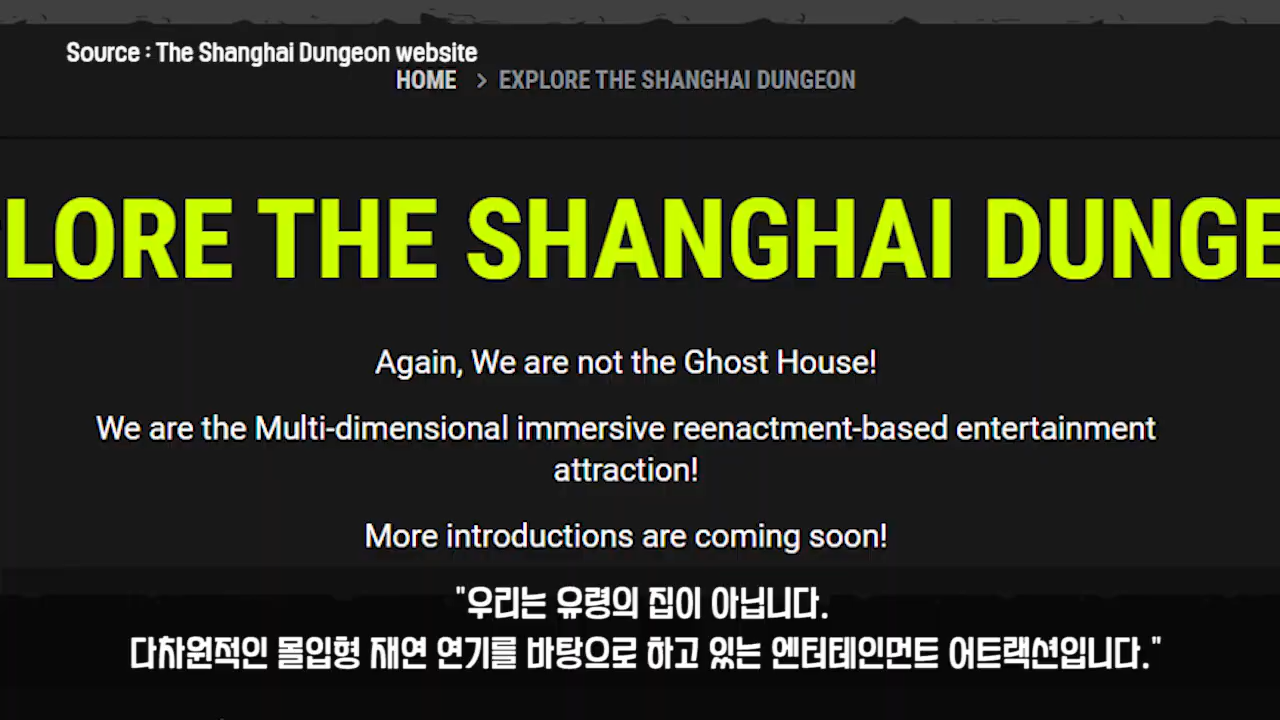 Source : The Shanghai Dungeon website
HOME > EXPLORE THE SHANGHAI DUNGEON
LORE THE SHANGHAI DUNGE
Again, We are not the Ghost House!
We are the Multi-dimensional immersive reenactment-based entertainment
attraction!
More introductions are coming soon!
"우리는 유령의 집이 아닙니다.
다차원적인 몰입형 재연 연기를 바탕으로 하고 있는 엔터테인먼트 어트랙션입니다."